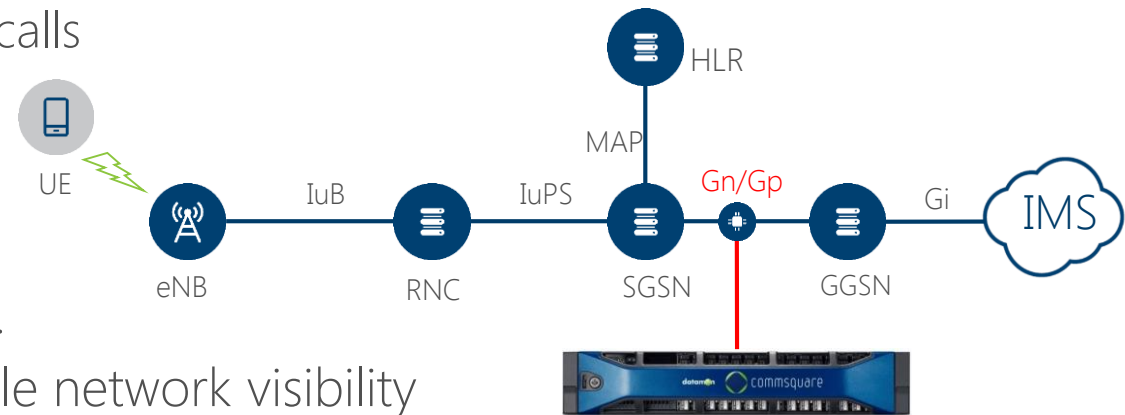 calls
HLR
MAP
UE
IuB
IuPS
Gn/Gp
Gi
IMS
eNB
RNC
SGSN
GGSN
.
le network visibility
datamon commsquare